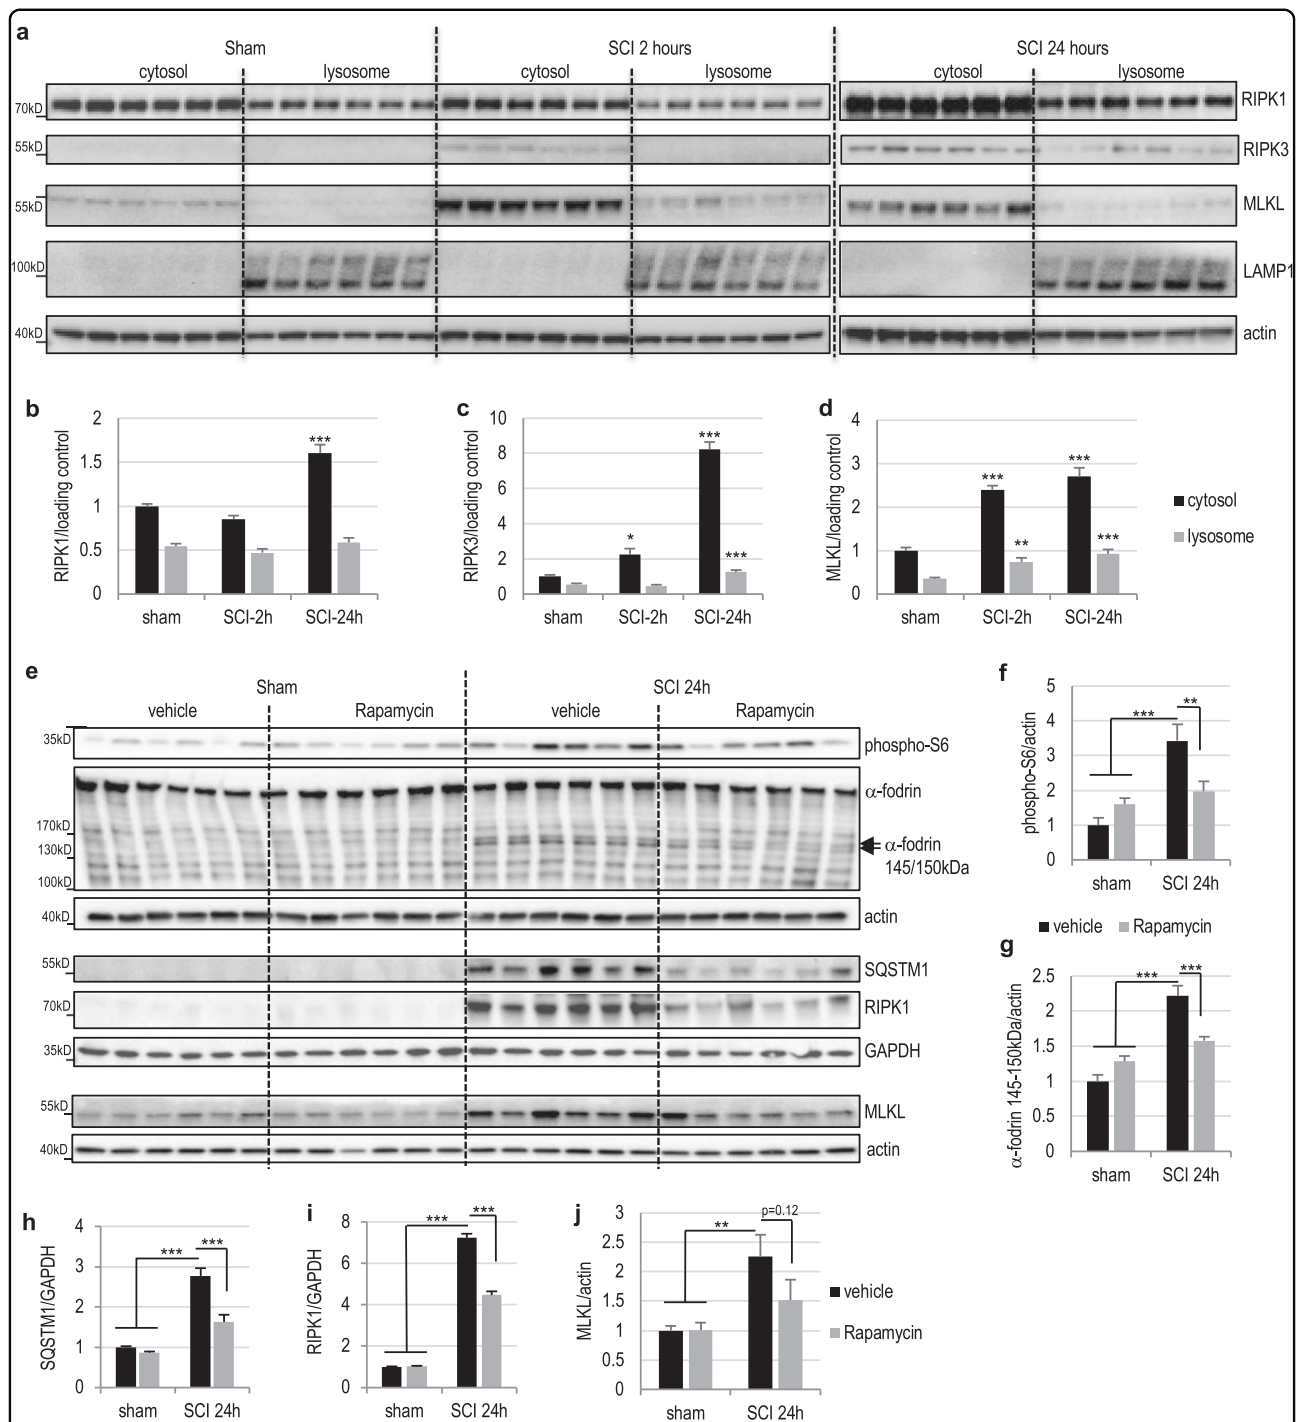 a
Sham SCI 2 hours SCI 24 hours
cytosol lysosome cytosol lysosome cytosol lysosome
70kD RIPK1
55kD RIPK3
55kD MLKL
100kD LAMP1
40kD actin
b
RIPK1/loading control
2
1.5
1
0.5
0
***
sham SCI-2h SCI-24h
c
RIPK3/loading control
10
8
6
4
2
0
* *** ***
sham SCI-2h SCI-24h
d
MLKL/loading control
4
3
2
1
0
*** ** *** ***
sham SCI-2h SCI-24h
cytosol
lysosome
e
Sham SCI 24h
vehicle Rapamycin vehicle Rapamycin
35kD phospho-S6
α-fodrin
170kD
130kD α-fodrin
145/150kDa
100kD
40kD actin
55kD SQSTM1
70kD RIPK1
35kD GAPDH
55kD MLKL
40kD actin
f
phospho-S6/actin
5
4
3
2
1
0
*** **
sham SCI 24h
vehicle Rapamycin
g
α-fodrin 145-150kDa/actin
2.5
2
1.5
1
0.5
0
*** ***
sham SCI 24h
h
SQSTM1/GAPDH
4
3
2
1
0
*** ***
sham SCI 24h
i
RIPK1/GAPDH
8
6
4
2
0
*** ***
sham SCI 24h
j
MLKL/actin
3
2.5
2
1.5
1
0.5
0
** p=0.12
sham SCI 24h
vehicle
Rapamycin